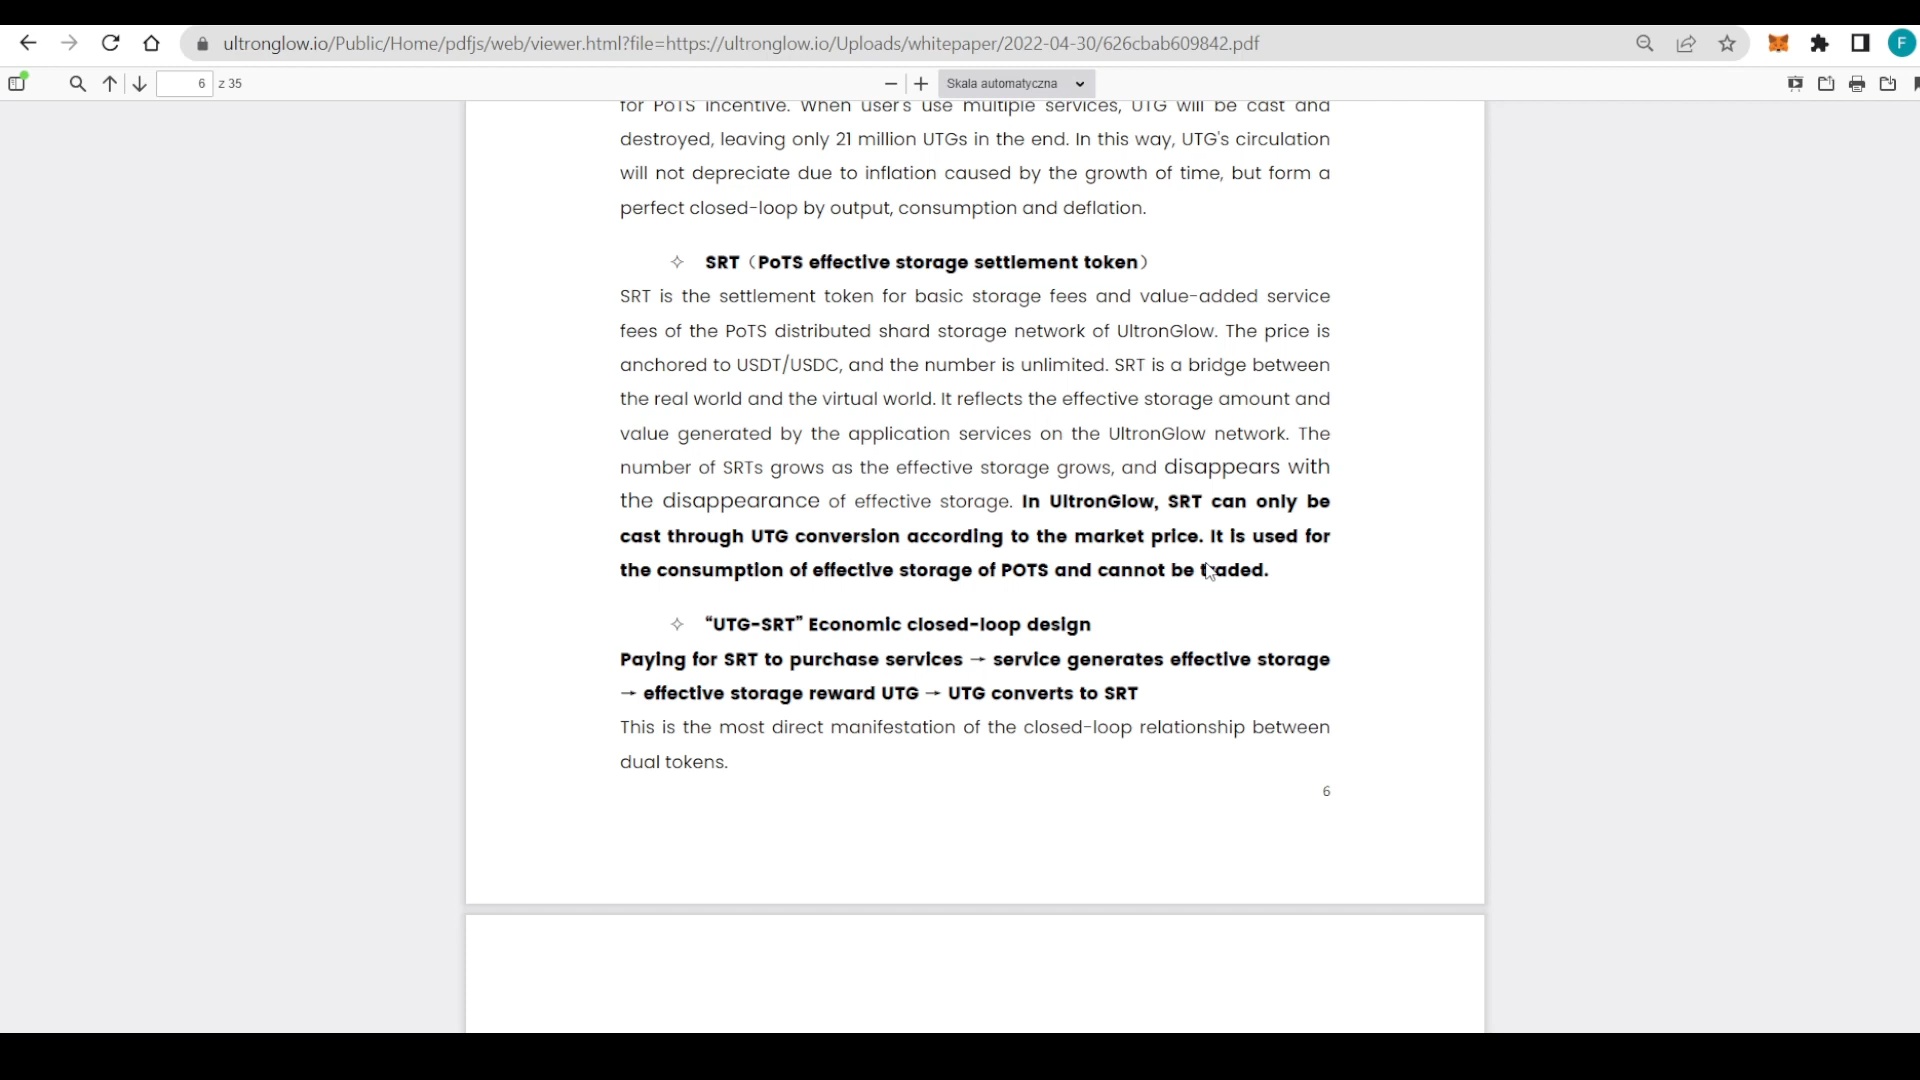 ultronglow.io/Public/Home/pdfjs/web/viewer.html?file=https://ultronglow.io/Uploads/whitepaper/2022-04-30/626cbab609842.pdf
F
6 z 35
Skala automatyczna
for PoTS incentive. When user's use multiple services, UTG will be cast and
destroyed, leaving only 21 million UTGs in the end. In this way, UTG's circulation
will not depreciate due to inflation caused by the growth of time, but form a
perfect closed-loop by output, consumption and deflation.
✧ SRT（PoTS effective storage settlement token）
SRT is the settlement token for basic storage fees and value-added service
fees of the PoTS distributed shard storage network of UltronGlow. The price is
anchored to USDT/USDC, and the number is unlimited. SRT is a bridge between
the real world and the virtual world. It reflects the effective storage amount and
value generated by the application services on the UltronGlow network. The
number of SRTs grows as the effective storage grows, and disappears with
the disappearance of effective storage. In UltronGlow, SRT can only be
cast through UTG conversion according to the market price. It is used for
the consumption of effective storage of POTS and cannot be traded.
✧ “UTG-SRT” Economic closed-loop design
Paying for SRT to purchase services → service generates effective storage
→ effective storage reward UTG → UTG converts to SRT
This is the most direct manifestation of the closed-loop relationship between
dual tokens.
6